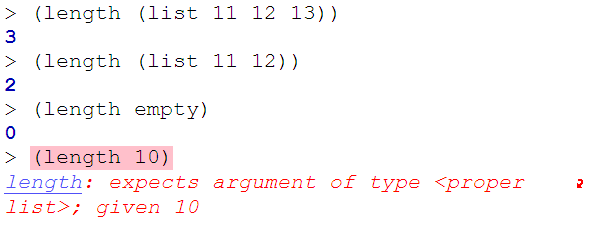 > (length (list 11 12 13))
3
> (length (list 11 12))
2
> (length empty)
0
> (length 10)
length: expects argument of type <proper
list>; given 10